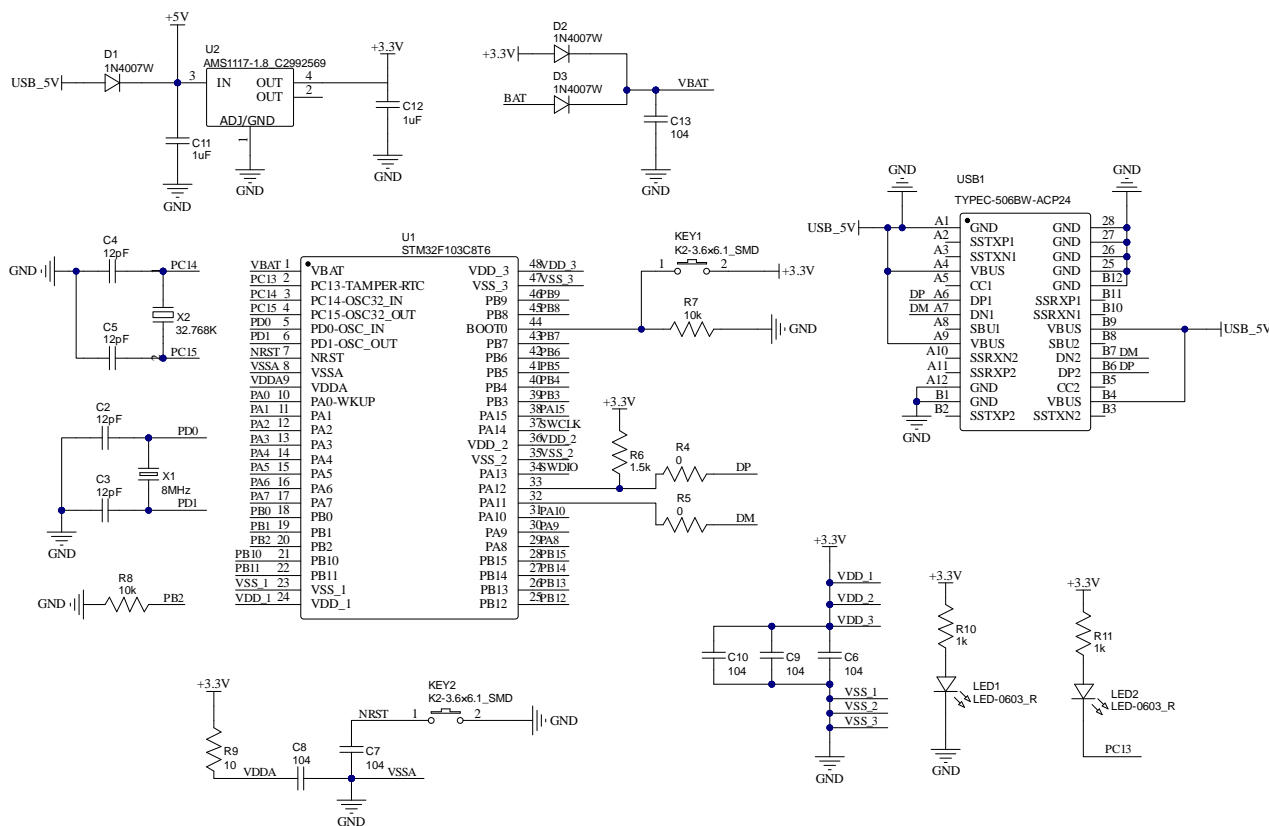 +5V
D1
1N4007W
USB_5V
U2
AMS1117-1.8_C2992569
3 IN OUT 4
OUT 2
ADJ/GND
1
GND
C11
1uF
GND
+3.3V
C12
1uF
GND
D2
1N4007W
+3.3V
D3
1N4007W
BAT
VBAT
C13
104
GND
C4
12pF
GND
PC14
X2
32.768K
2
C5
12pF
PC15
C2
12pF
PD0
X1
8MHz
C3
12pF
PD1
GND
R8
10k
GND
PB2
U1
STM32F103C8T6
VBAT 1 VBAT
PC13 2 PC13-TAMPER-RTC
PC14 3 PC14-OSC32_IN
PC15 4 PC15-OSC32_OUT
PD0 5 PD0-OSC_IN
PD1 6 PD1-OSC_OUT
NRST 7 NRST
VSSA 8 VSSA
VDDA 9 VDDA
PA0 10 PA0-WKUP
PA1 11 PA1
PA2 12 PA2
PA3 13 PA3
PA4 14 PA4
PA5 15 PA5
PA6 16 PA6
PA7 17 PA7
PB0 18 PB0
PB1 19 PB1
PB2 20 PB2
PB10 21 PB10
PB11 22 PB11
VSS_1 23 VSS_1
VDD_1 24 VDD_1
VDD_3 48 VDD_3
VSS_3 47 VSS_3
PB9 46 PB9
PB8 45 PB8
BOOT0 44
PB7 43 PB7
PB6 42 PB6
PB5 41 PB5
PB4 40 PB4
PB3 39 PB3
PA15 38 PA15
PA14 37 SWCLK
VDD_2 36 VDD_2
VSS_2 35 VSS_2
PA13 34 SWDIO
PA12 33
PA11 32
PA10 31 PA10
PA9 30 PA9
PA8 29 PA8
PB15 28 PB15
PB14 27 PB14
PB13 26 PB13
PB12 25 PB12
KEY1
K2-3.6×6.1_SMD
1 2
+3.3V
R7
10k
GND
+3.3V
R6
1.5k
R4
0
DP
R5
0
DM
GND
USB1
TYPEC-506BW-ACP24
GND
USB_5V
A1 GND
A2 SSTXP1
A3 SSTXN1
A4 VBUS
A5 CC1
DP A6 DP1
DM A7 DN1
A8 SBU1
A9 VBUS
A10 SSRXN2
A11 SSRXP2
A12 GND
B1 GND
B2 SSTXP2
GND
GND 28
GND 27
GND 26
GND 25
GND B12
SSRXP1 B11
SSRXN1 B10
VBUS B9
SBU2 B8
DN2 B7 DM
DP2 B6 DP
CC2 B5
VBUS B4
SSTXN2 B3
USB_5V
+3.3V
VDD_1
VDD_2
VDD_3
C10
104
C9
104
C6
104
VSS_1
VSS_2
VSS_3
GND
+3.3V
R10
1k
LED1
LED-0603_R
GND
+3.3V
R11
1k
LED2
LED-0603_R
PC13
+3.3V
R9
10
VDDA
C8
104
NRST
KEY2
K2-3.6×6.1_SMD
1 2
GND
C7
104
VSSA
GND